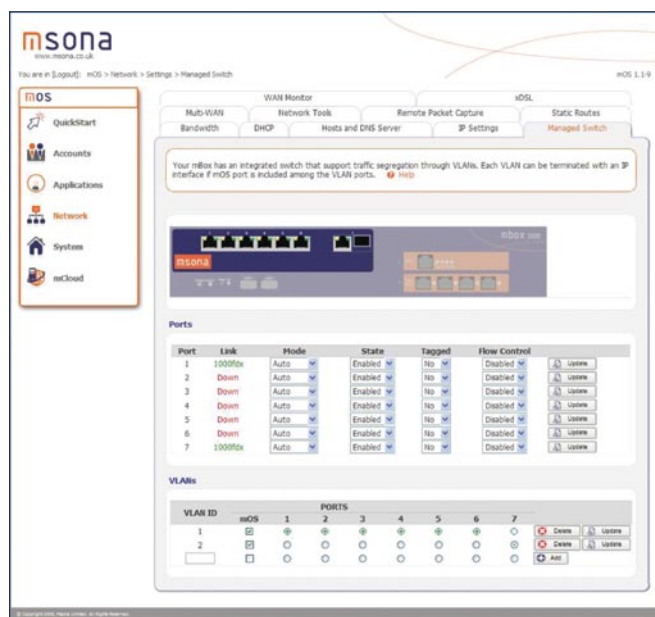 msona
www.msona.co.uk
You are in [Logout]: mOS > Network > Settings > Managed Switch
mOS 1.1-9
mOS
QuickStart
Accounts
Applications
Network
System
mCloud
WAN Monitor xDSL
Multi-WAN Network Tools Remote Packet Capture Static Routes
Bandwidth DHCP Hosts and DNS Server IP Settings Managed Switch
Your mBox has an integrated switch that support traffic segregation through VLANs. Each VLAN can be terminated with an IP
interface if mOS port is included among the VLAN ports. Help
mbox
msona
Ports
Port Link Mode State Tagged Flow Control
1 1000fdx Auto Enabled No Disabled Update
2 Down Auto Enabled No Disabled Update
3 Down Auto Enabled No Disabled Update
4 Down Auto Enabled No Disabled Update
5 Down Auto Enabled No Disabled Update
6 Down Auto Enabled No Disabled Update
7 1000fdx Auto Enabled No Disabled Update
VLANs
VLAN ID PORTS
mOS 1 2 3 4 5 6 7
1 Delete Update
2 Delete Update
Add